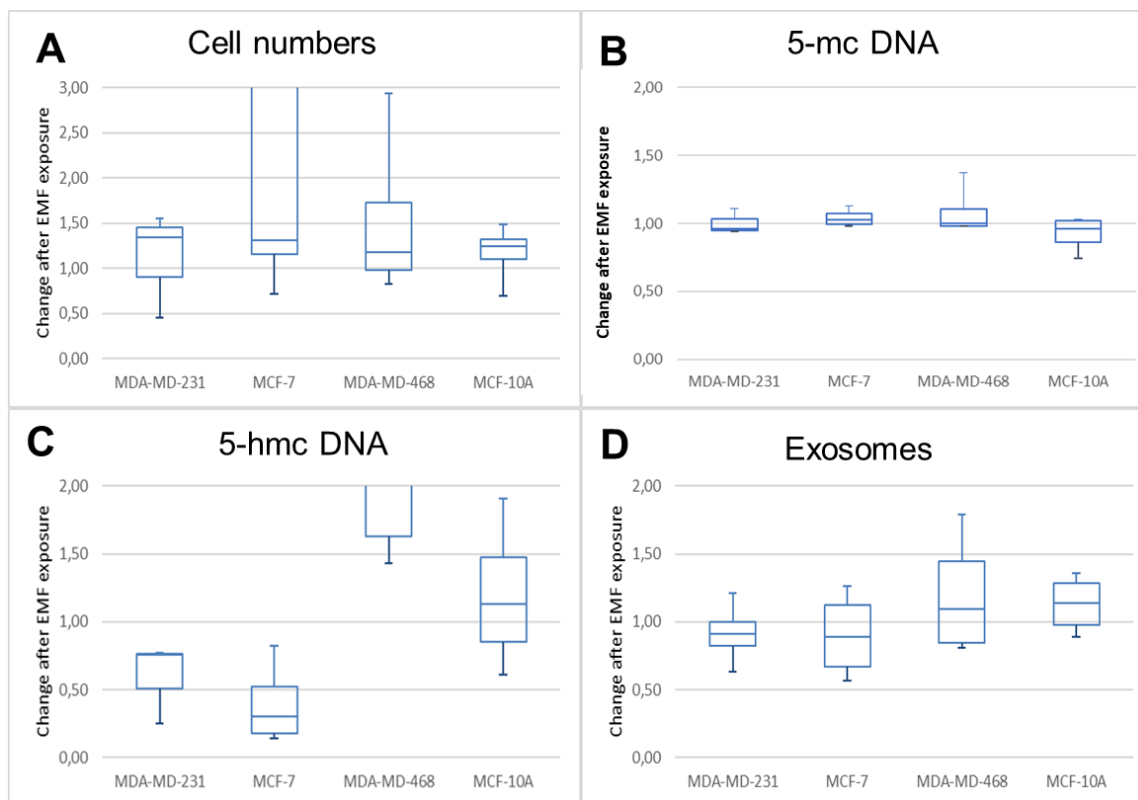 A
Cell numbers
Change after EMF exposure
3,00
2,50
2,00
1,50
1,00
0,50
0,00
MDA-MD-231 MCF-7 MDA-MD-468 MCF-10A
B
5-mc DNA
Change after EMF exposure
2,00
1,50
1,00
0,50
0,00
MDA-MD-231 MCF-7 MDA-MD-468 MCF-10A
C
5-hmc DNA
Change after EMF exposure
2,00
1,50
1,00
0,50
0,00
MDA-MD-231 MCF-7 MDA-MD-468 MCF-10A
D
Exosomes
Change after EMF exposure
2,00
1,50
1,00
0,50
0,00
MDA-MD-231 MCF-7 MDA-MD-468 MCF-10A